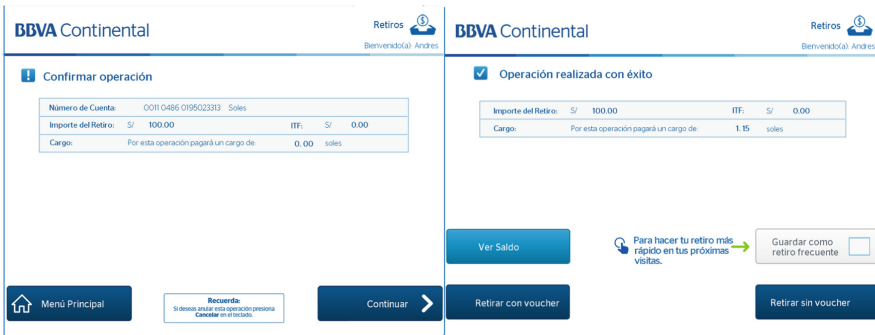 BBVA Continental
Retiros
Bienvenido(a): Andres
Confirmar operación
Número de Cuenta: 0011 0486 0195023313 Soles
Importe del Retiro: S/ 100.00 ITF: S/ 0.00
Cargo: Por esta operación pagará un cargo de: 0.00 soles
Menú Principal
Recuerda:
Si deseas anular esta operación presiona
Cancelar en el teclado.
Continuar
BBVA Continental
Retiros
Bienvenido(a): Andres
Operación realizada con éxito
Importe del Retiro: S/ 100.00 ITF: S/ 0.00
Cargo: Por esta operación pagará un cargo de: 1.15 soles
Ver Saldo
Para hacer tu retiro más
rápido en tus próximas
visitas.
Guardar como
retiro frecuente
Retirar con voucher
Retirar sin voucher